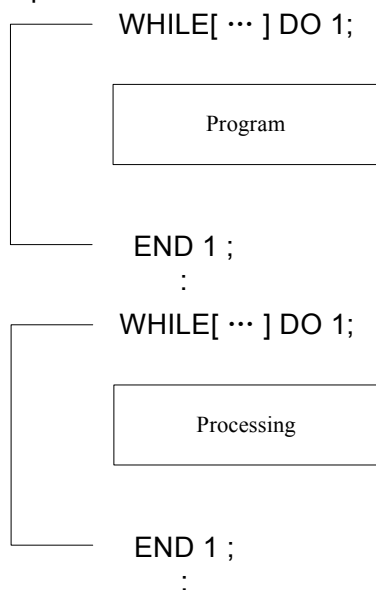 WHILE[ ··· ] DO 1;
Program
END 1 ;
:
WHILE[ ··· ] DO 1;
Processing
END 1 ;
: